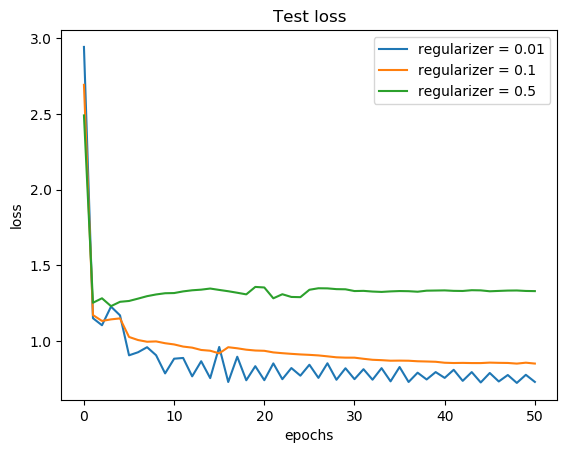 Test loss
regularizer = 0.01
regularizer = 0.1
regularizer = 0.5
3.0
2.5
2.0
1.5
1.0
loss
0 10 20 30 40 50
epochs